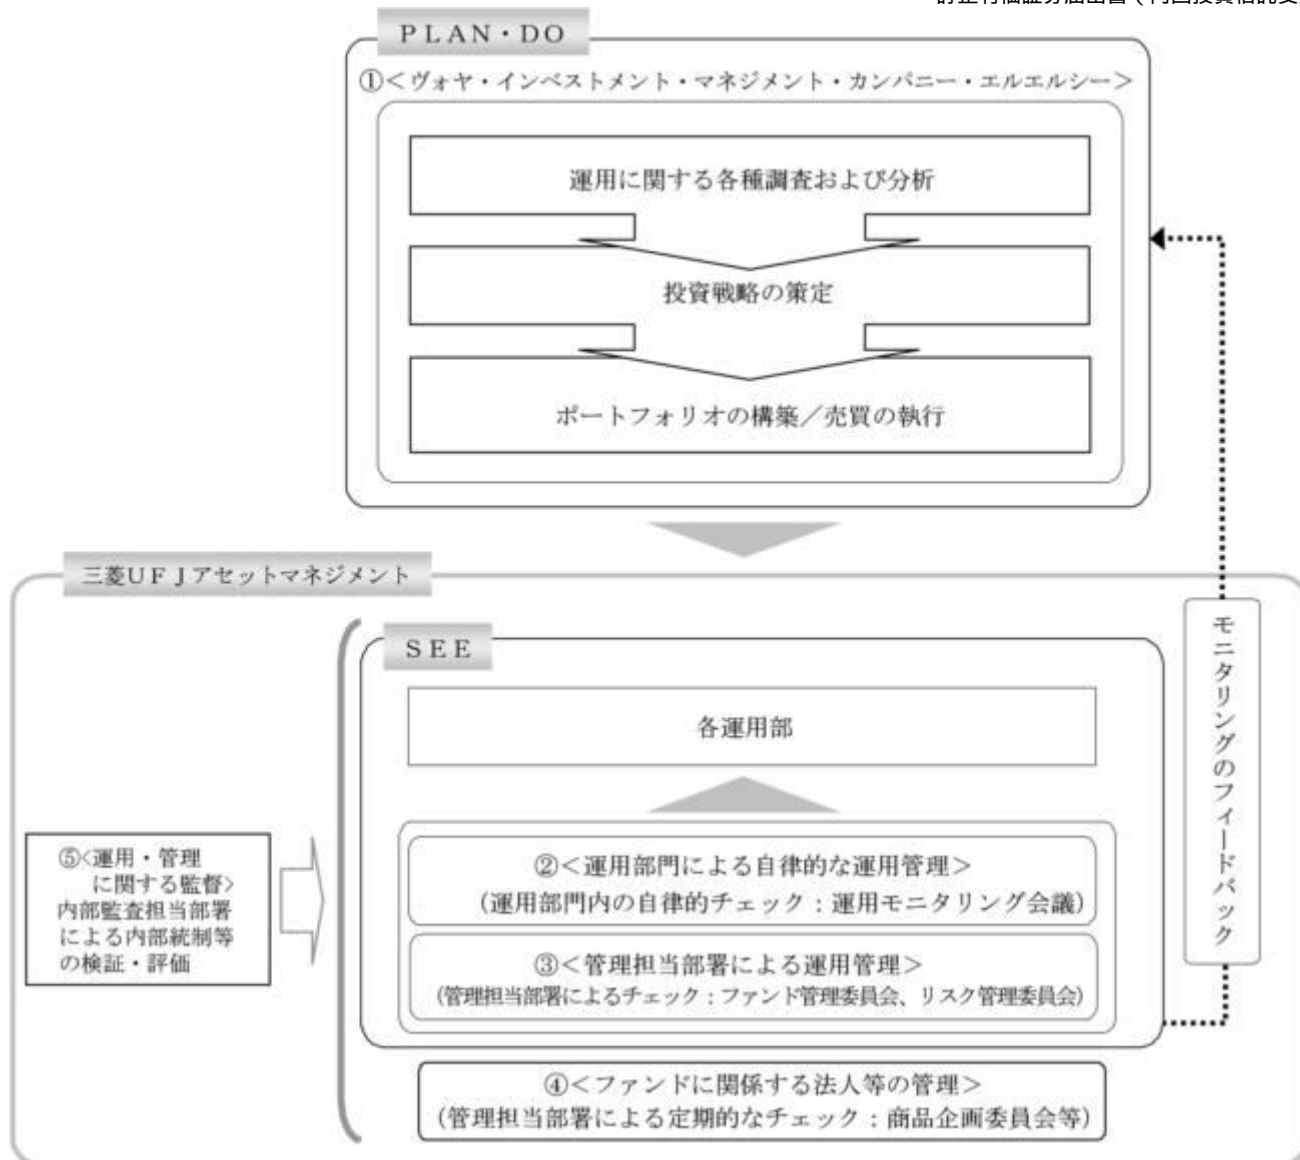 PLAN・DO
①<ヴォヤ・インベストメント・マネジメント・カンパニー・エルエルシー>
運用に関する各種調査および分析
投資戦略の策定
ポートフォリオの構築/売買の執行
三菱UFJアセットマネジメント
SEE
各運用部
②<運用部門による自律的な運用管理>
(運用部門内の自律的チェック:運用モニタリング会議)
③<管理担当部署による運用管理>
(管理担当部署によるチェック:ファンド管理委員会、リスク管理委員会)
④<ファンドに関係する法人等の管理>
(管理担当部署による定期的なチェック:商品企画委員会等)
⑤<運用・管理
に関する監督>
内部監査担当部署
による内部統制等
の検証・評価
モニタリングのフィードバック